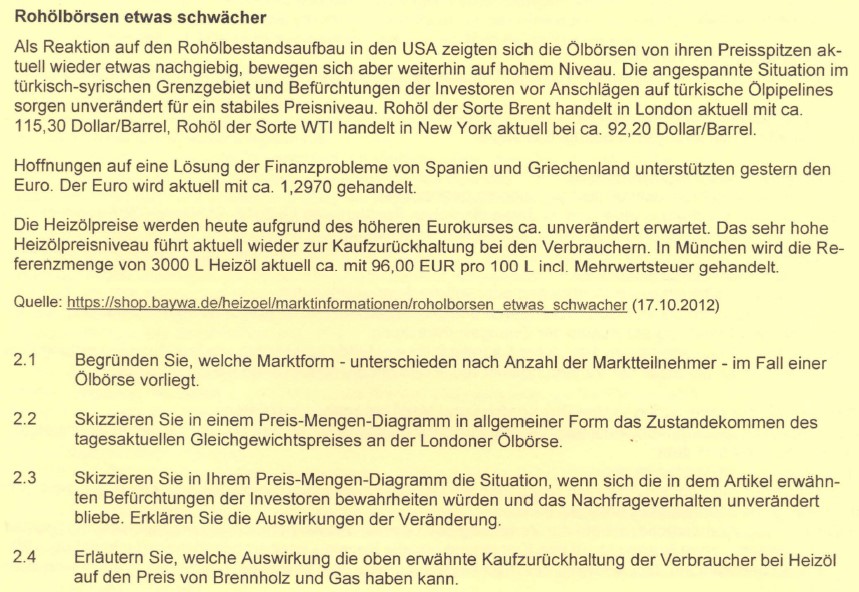 Rohölbörsen etwas schwächer
Als Reaktion auf den Rohölbestandsaufbau in den USA zeigten sich die Ölbörsen von ihren Preisspitzen ak-
tuell wieder etwas nachgiebig, bewegen sich aber weiterhin auf hohem Niveau. Die angespannte Situation im
türkisch-syrischen Grenzgebiet und Befürchtungen der Investoren vor Anschlägen auf türkische Ölpipelines
sorgen unverändert für ein stabiles Preisniveau. Rohöl der Sorte Brent handelt in London aktuell mit ca.
115,30 Dollar/Barrel, Rohöl der Sorte WTI handelt in New York aktuell bei ca. 92,20 Dollar/Barrel.
Hoffnungen auf eine Lösung der Finanzprobleme von Spanien und Griechenland unterstützten gestern den
Euro. Der Euro wird aktuell mit ca. 1,2970 gehandelt.
Die Heizölpreise werden heute aufgrund des höheren Eurokurses ca. unverändert erwartet. Das sehr hohe
Heizölpreisniveau führt aktuell wieder zur Kaufzurückhaltung bei den Verbrauchern. In München wird die Re-
ferenzmenge von 3000 L Heizöl aktuell ca. mit 96,00 EUR pro 100 L incl. Mehrwertsteuer gehandelt.
Quelle: https://shop.baywa.de/heizoel/marktinformationen/roholborsen_etwas_schwacher (17.10.2012)
2.1 Begründen Sie, welche Marktform - unterschieden nach Anzahl der Marktteilnehmer - im Fall einer
Ölbörse vorliegt.
2.2 Skizzieren Sie in einem Preis-Mengen-Diagramm in allgemeiner Form das Zustandekommen des
tagesaktuellen Gleichgewichtspreises an der Londoner Ölbörse.
2.3 Skizzieren Sie in Ihrem Preis-Mengen-Diagramm die Situation, wenn sich die in dem Artikel erwähn-
ten Befürchtungen der Investoren bewahrheiten würden und das Nachfrageverhalten unverändert
bliebe. Erklären Sie die Auswirkungen der Veränderung.
2.4 Erläutern Sie, welche Auswirkung die oben erwähnte Kaufzurückhaltung der Verbraucher bei Heizöl
auf den Preis von Brennholz und Gas haben kann.